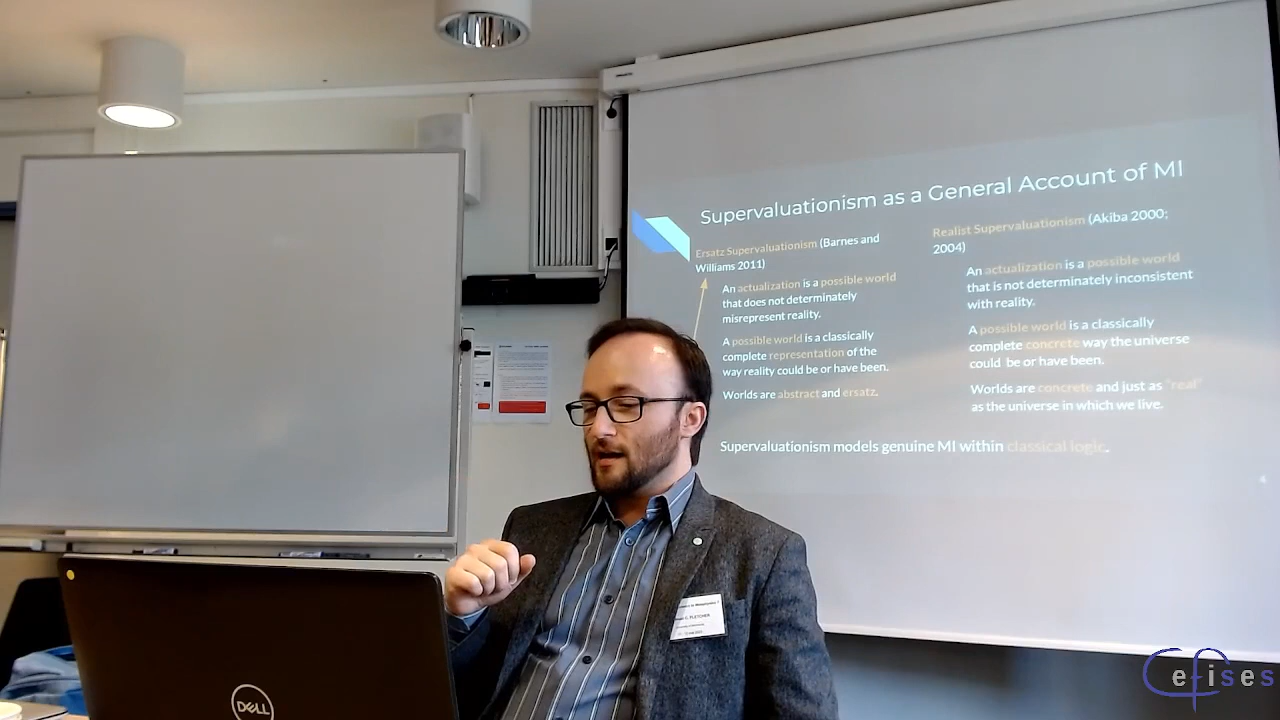 Supervaluationism as a General Account of MI
Ersatz Supervaluationism (Barnes and
Williams 2011)
An actualization is a possible world
that does not determinately
misrepresent reality.
A possible world is a classically
complete representation of the
way reality could be or have been.
Worlds are abstract and ersatz.
Realist Supervaluationism (Akiba 2000;
2004)
An actualization is a possible world
that is not determinately inconsistent
with reality.
A possible world is a classically
complete concrete way the universe
could be or have been.
Worlds are concrete and just as "real"
as the universe in which we live.
Supervaluationism models genuine MI within classical logic.
FLETCHER
DELL
efises